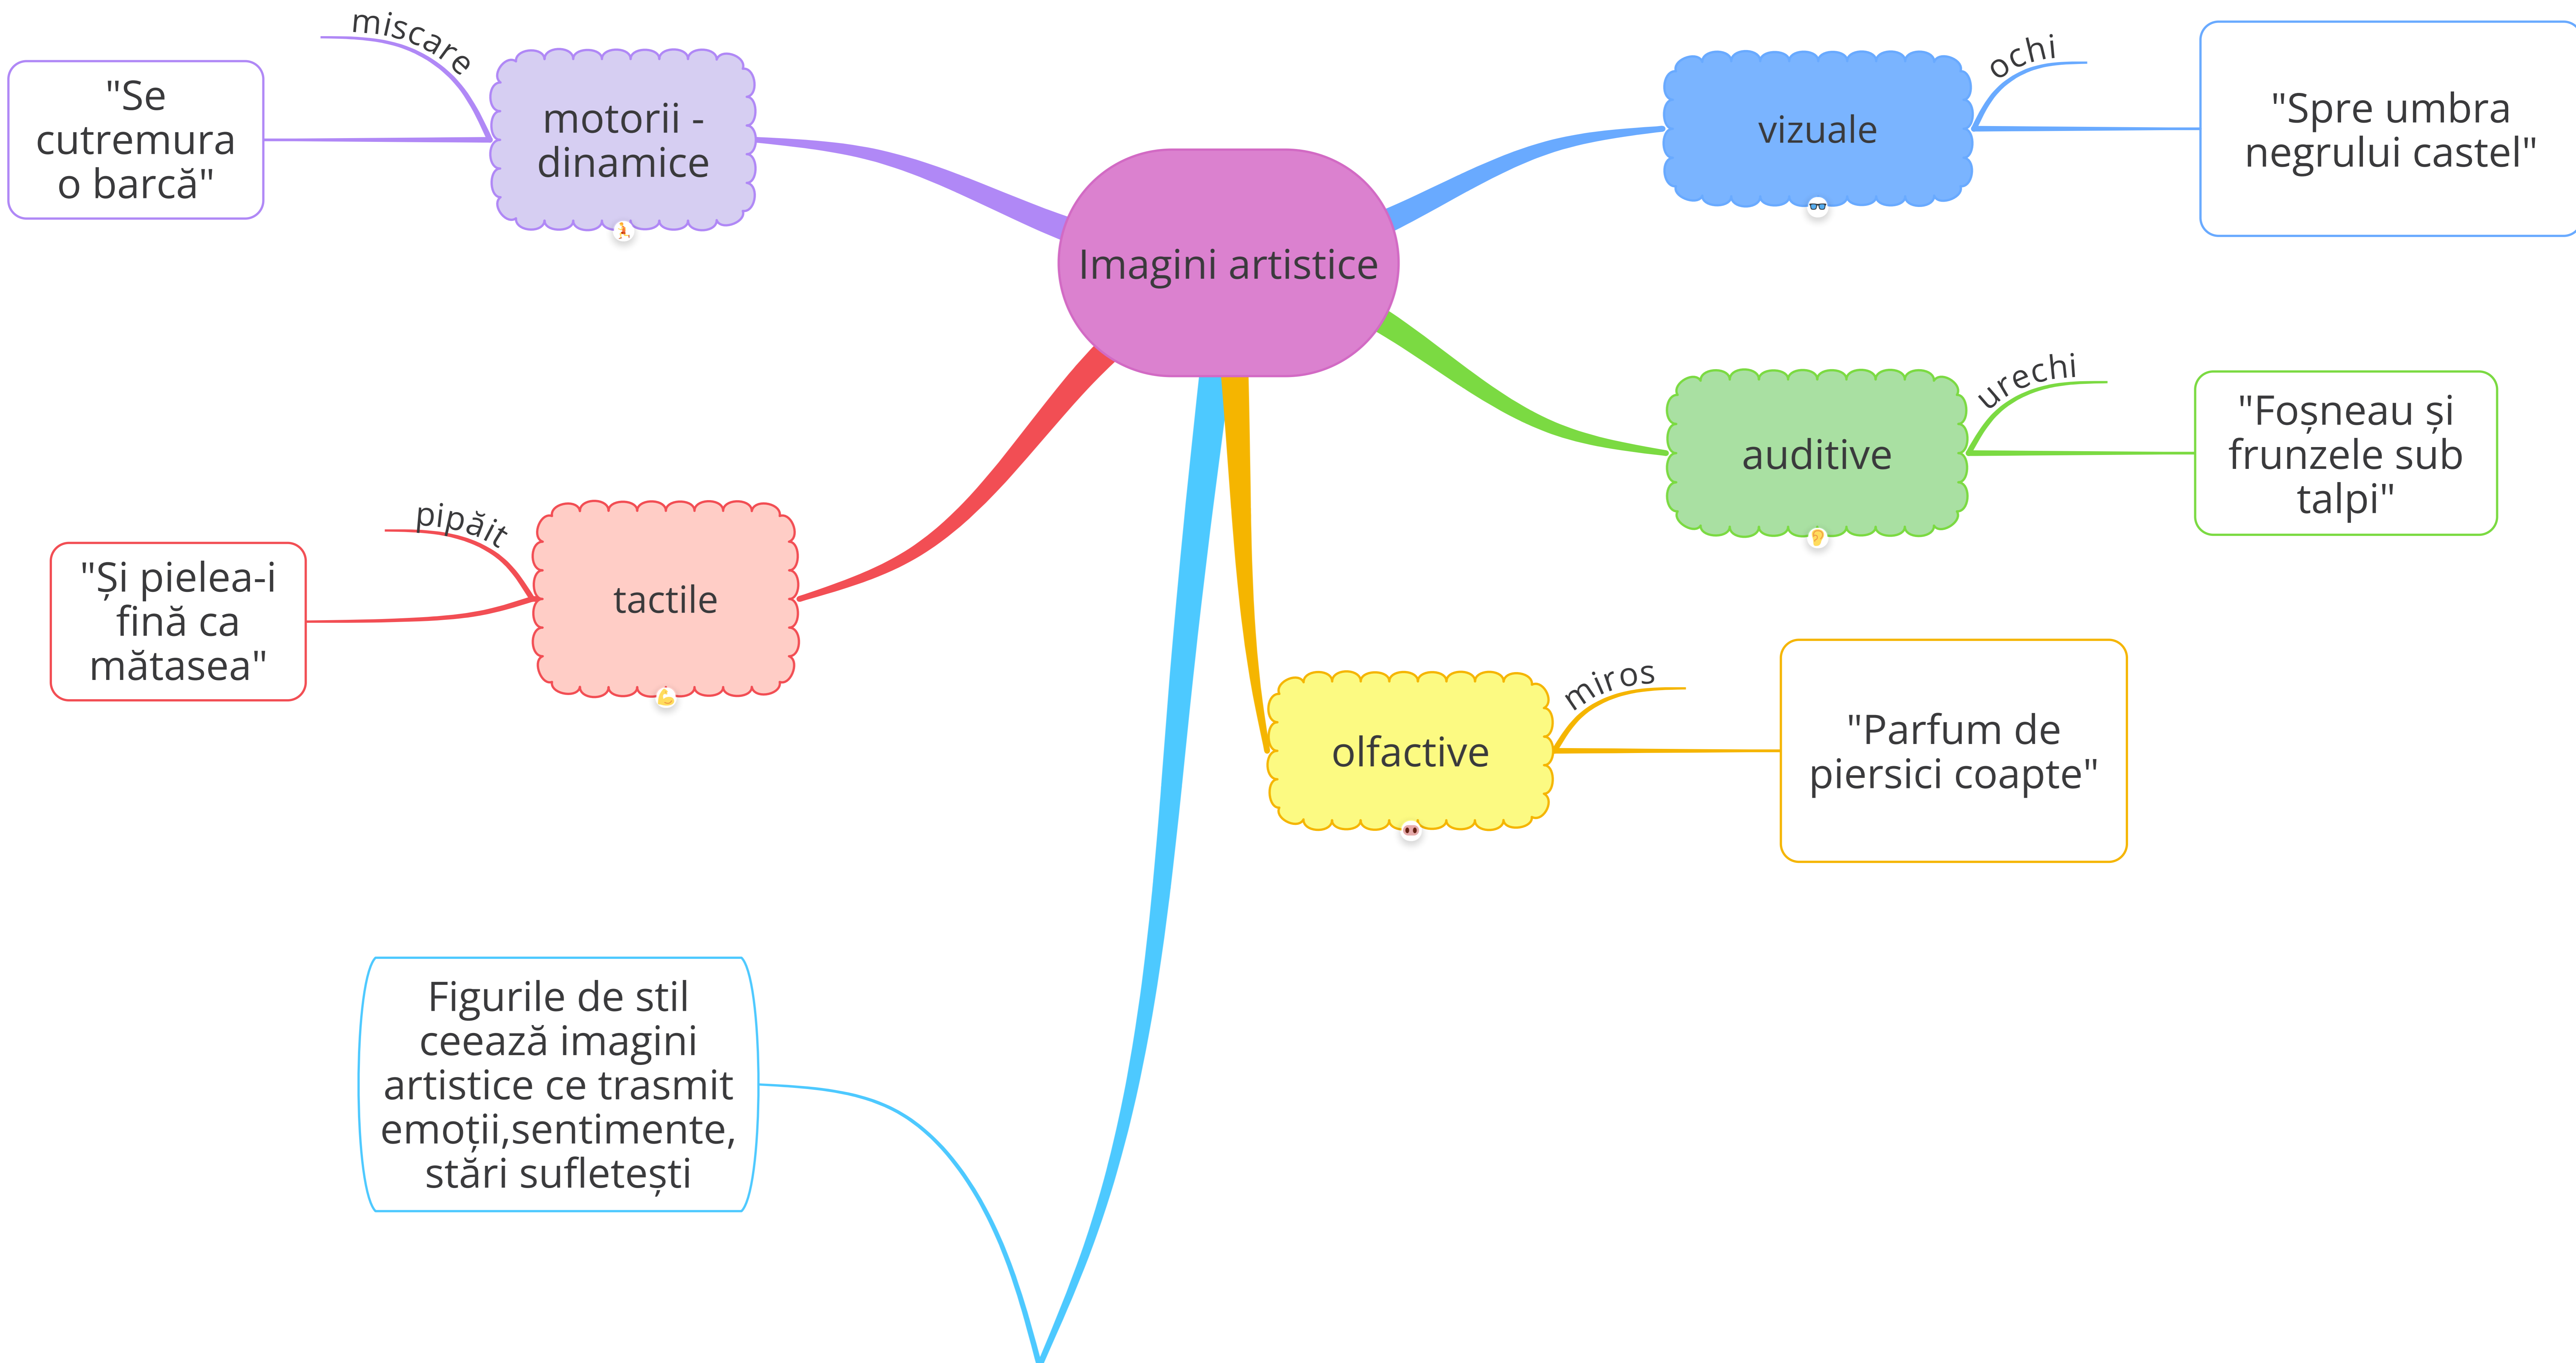 Imagini artistice
miscare
motorii -
dinamice
"Se
cutremura
o barcă"
pipăit
tactile
"Și pielea-i
fină ca
mătasea"
Figurile de stil
ceează imagini
artistice ce trasmit
emoții,sentimente,
stări sufletești
ochi
vizuale
"Spre umbra
negrului castel"
urechi
auditive
"Foșneau și
frunzele sub
talpi"
miros
olfactive
"Parfum de
piersici coapte"